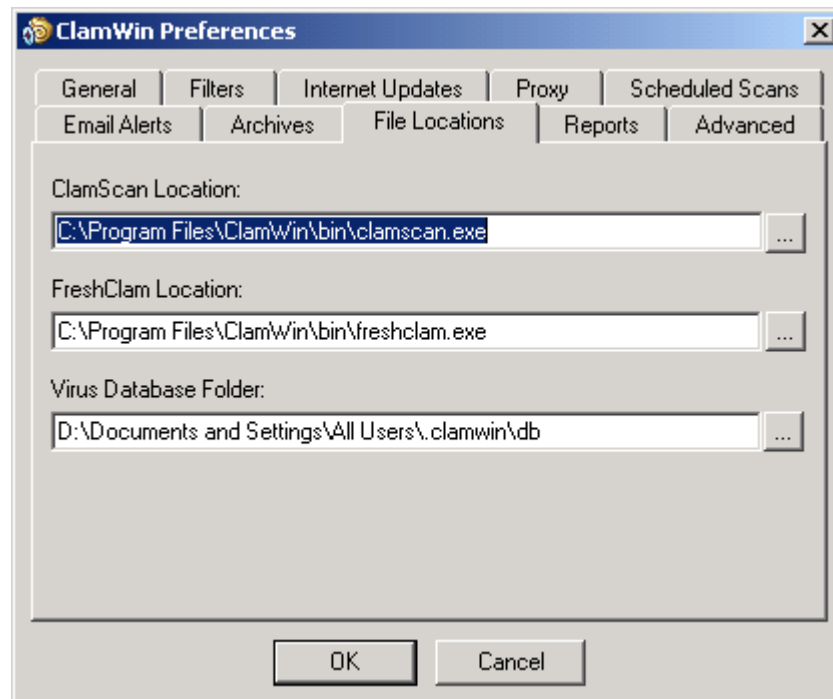 ClamWin Preferences
General Filters Internet Updates Proxy Scheduled Scans
Email Alerts Archives File Locations Reports Advanced
ClamScan Location:
C:\Program Files\ClamWin\bin\clamscan.exe
...
FreshClam Location:
C:\Program Files\ClamWin\bin\freshclam.exe
...
Virus Database Folder:
D:\Documents and Settings\All Users\.clamwin\db
...
OK Cancel